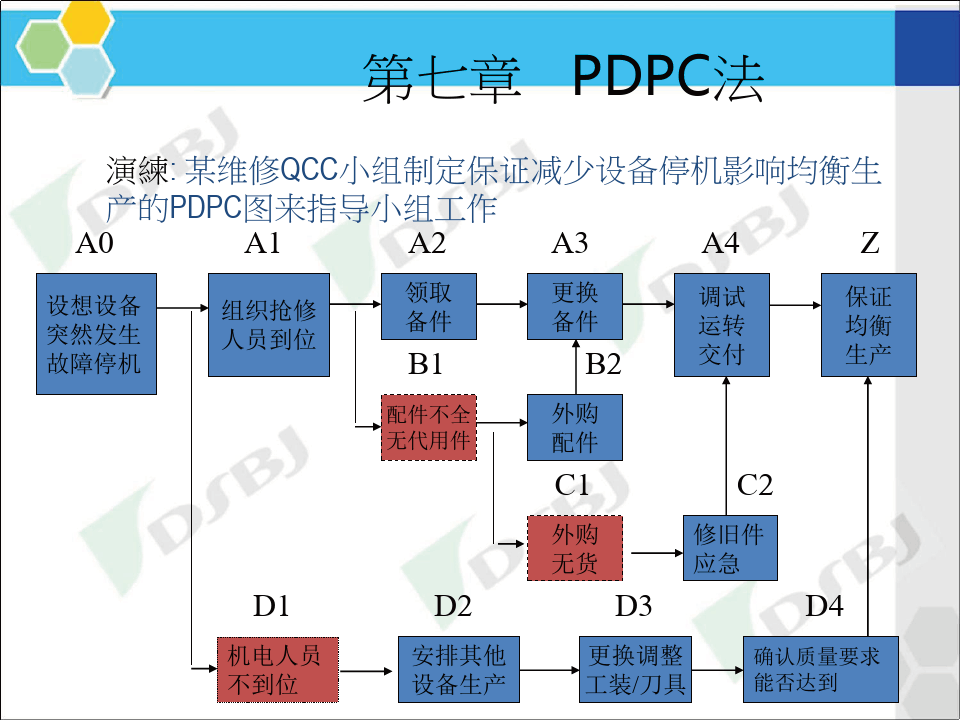 第七章 PDPC法
演練: 某维修QCC小组制定保证减少设备停机影响均衡生
产的PDPC图来指导小组工作
A0 A1 A2 A3 A4 Z
设想设备
突然发生
故障停机
组织抢修
人员到位
领取
备件
更换
备件
调试
运转
交付
保证
均衡
生产
B1 B2
配件不全
无代用件
外购
配件
C1 C2
外购
无货
修旧件
应急
D1 D2 D3 D4
机电人员
不到位
安排其他
设备生产
更换调整
工装/刀具
确认质量要求
能否达到
DSBJ
DSBJ
DSBJ
DSBJ
DSBJ
DSBJ